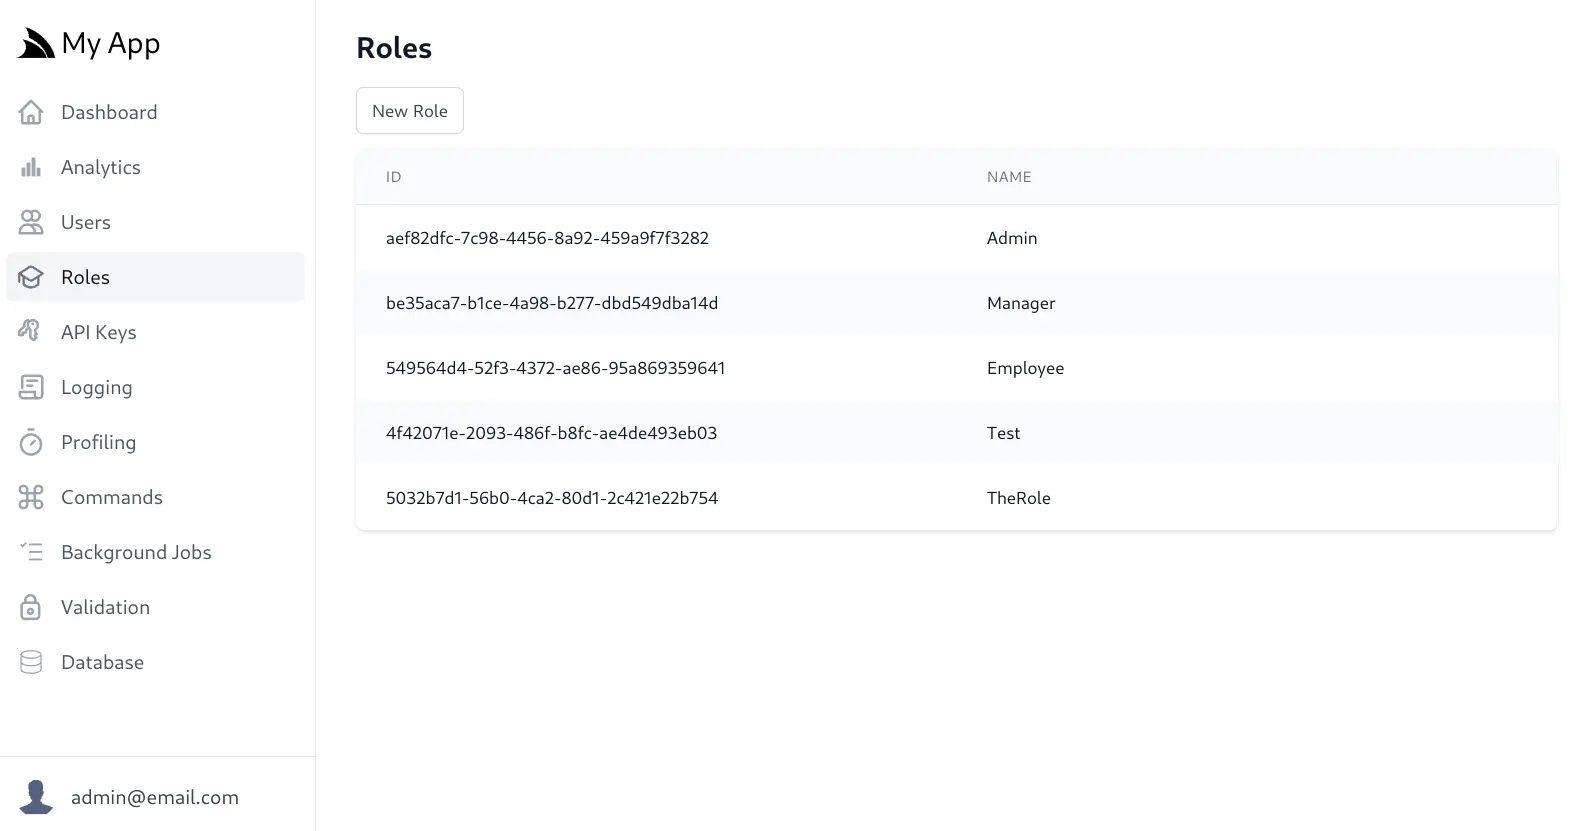 My App
Dashboard
Analytics
Users
Roles
API Keys
Logging
Profiling
Commands
Background Jobs
Validation
Database
admin@email.com
Roles
New Role
ID NAME
aef82dfc-7c98-4456-8a92-459a9f7f3282 Admin
be35aca7-b1ce-4a98-b277-dbd549dba14d Manager
549564d4-52f3-4372-ae86-95a869359641 Employee
4f42071e-2093-486f-b8fc-ae4de493eb03 Test
5032b7d1-56b0-4ca2-80d1-2c421e22b754 TheRole